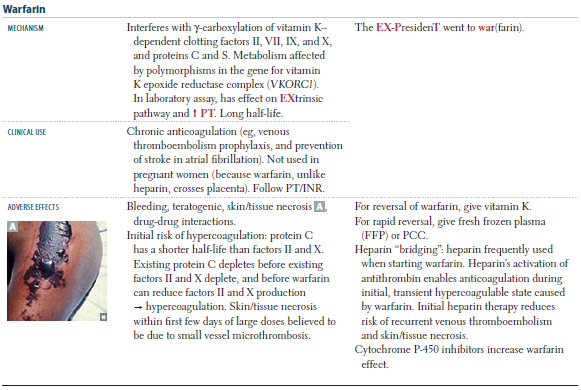 Warfarin
MECHANISM
Interferes with γ-carboxylation of vitamin K–
dependent clotting factors II, VII, IX, and X,
and proteins C and S. Metabolism affected
by polymorphisms in the gene for vitamin
K epoxide reductase complex (VKORC1).
In laboratory assay, has effect on EXtrinsic
pathway and ↑ PT. Long half-life.
The EX-PresidenT went to war(farin).
CLINICAL USE
Chronic anticoagulation (eg, venous
thromboembolism prophylaxis, and prevention
of stroke in atrial fibrillation). Not used in
pregnant women (because warfarin, unlike
heparin, crosses placenta). Follow PT/INR.
ADVERSE EFFECTS
A
Bleeding, teratogenic, skin/tissue necrosis A,
drug-drug interactions.
Initial risk of hypercoagulation: protein C
has a shorter half-life than factors II and X.
Existing protein C depletes before existing
factors II and X deplete, and before warfarin
can reduce factors II and X production
→ hypercoagulation. Skin/tissue necrosis
within first few days of large doses believed to
be due to small vessel microthrombosis.
For reversal of warfarin, give vitamin K.
For rapid reversal, give fresh frozen plasma
(FFP) or PCC.
Heparin “bridging”: heparin frequently used
when starting warfarin. Heparin’s activation of
antithrombin enables anticoagulation during
initial, transient hypercoagulable state caused
by warfarin. Initial heparin therapy reduces
risk of recurrent venous thromboembolism
and skin/tissue necrosis.
Cytochrome P-450 inhibitors increase warfarin
effect.